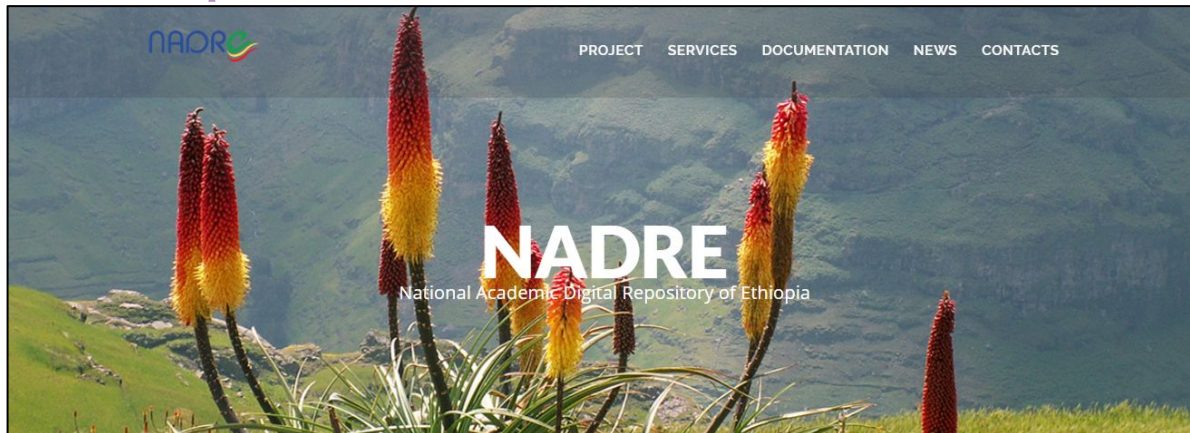 NADRe
PROJECT SERVICES DOCUMENTATION NEWS CONTACTS
NADRE
National Academic Digital Repository of Ethiopia